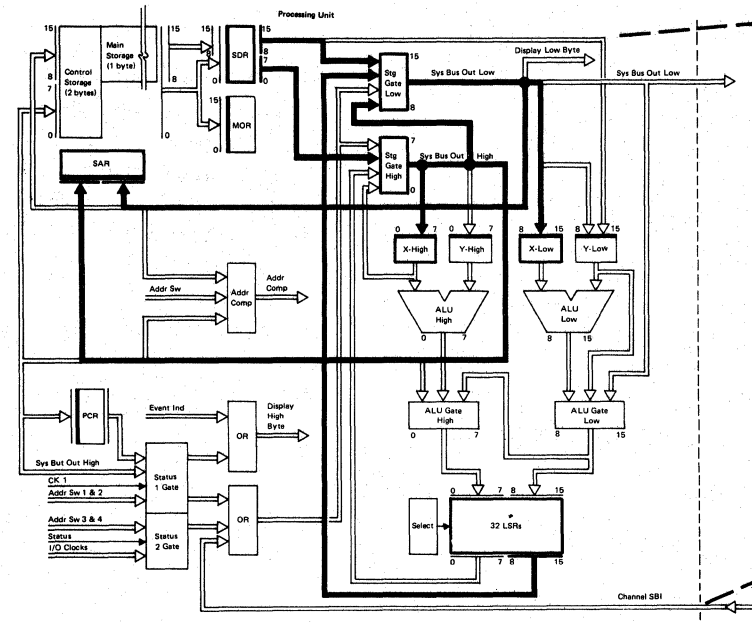 Processing Unit
15
8
7
0
Control
Storage
(2 bytes)
Main
Storage
(1 byte)
15
8
0
15
8
0
SDR
15
8
7
0
15
0
MOR
SAR
Stg
Gate
Low
15
8
Sys Bus Out Low
Display Low Byte
Sys Bus Out Low
Stg
Gate
High
7
0
Sys Bus Out High
0 7
X-High
0 7
Y-High
8 15
X-Low
8 15
Y-Low
ALU
High
0 7
ALU
Low
8 15
Addr Sw
Addr
Comp
Addr
Comp
ALU Gate
High
0 7
ALU Gate
Low
8 15
PCR
Event Ind
OR
Display
High
Byte
Sys But Out High
CK 1
Addr Sw 1 & 2
Status
1 Gate
Addr Sw 3 & 4
Status
I/O Clocks
Status
2 Gate
OR
Select
0 7 8 15
*
32 LSRs
0 7 8 15
Channel SBI